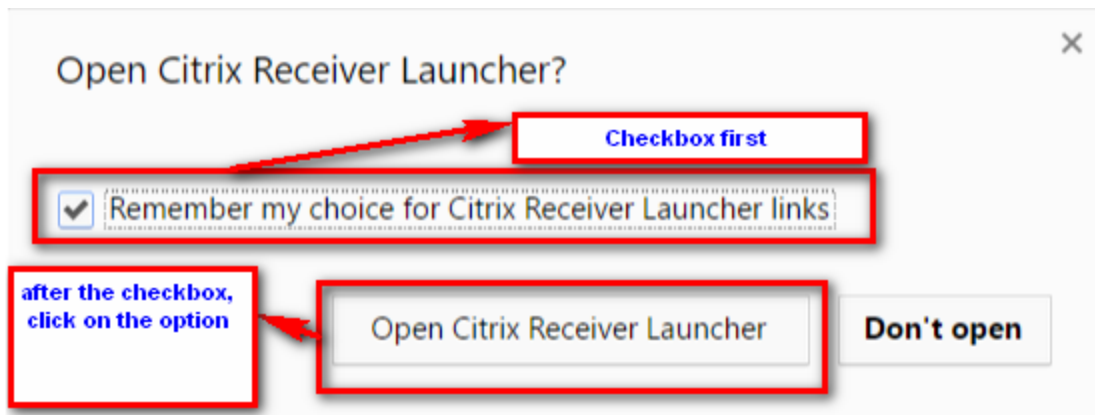 Open Citrix Receiver Launcher?
Checkbox first
Remember my choice for Citrix Receiver Launcher links
after the checkbox,
click on the option
Open Citrix Receiver Launcher
Don't open